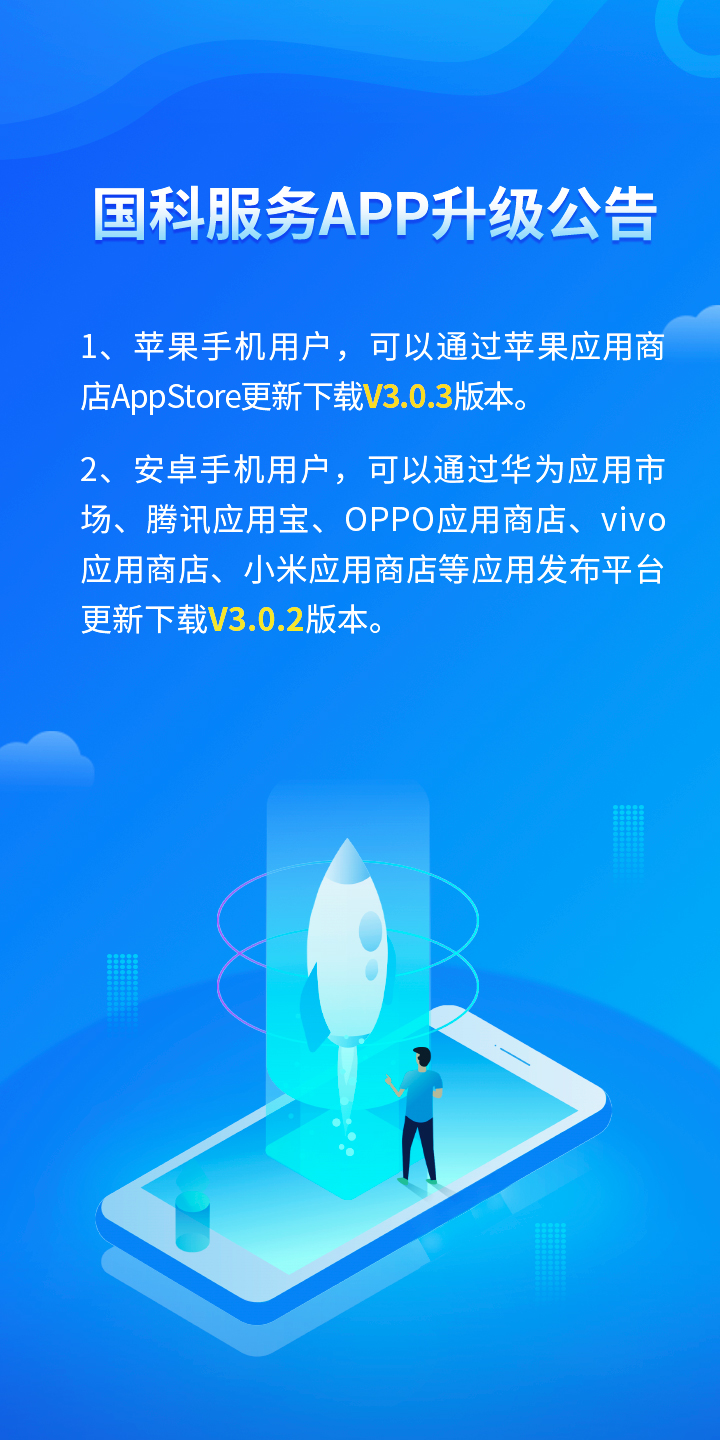 国科服务APP升级公告
1、苹果手机用户，可以通过苹果应用商
店AppStore更新下载V3.0.3版本。
2、安卓手机用户，可以通过华为应用市
场、腾讯应用宝、OPPO应用商店、vivo
应用商店、小米应用商店等应用发布平台
更新下载V3.0.2版本。